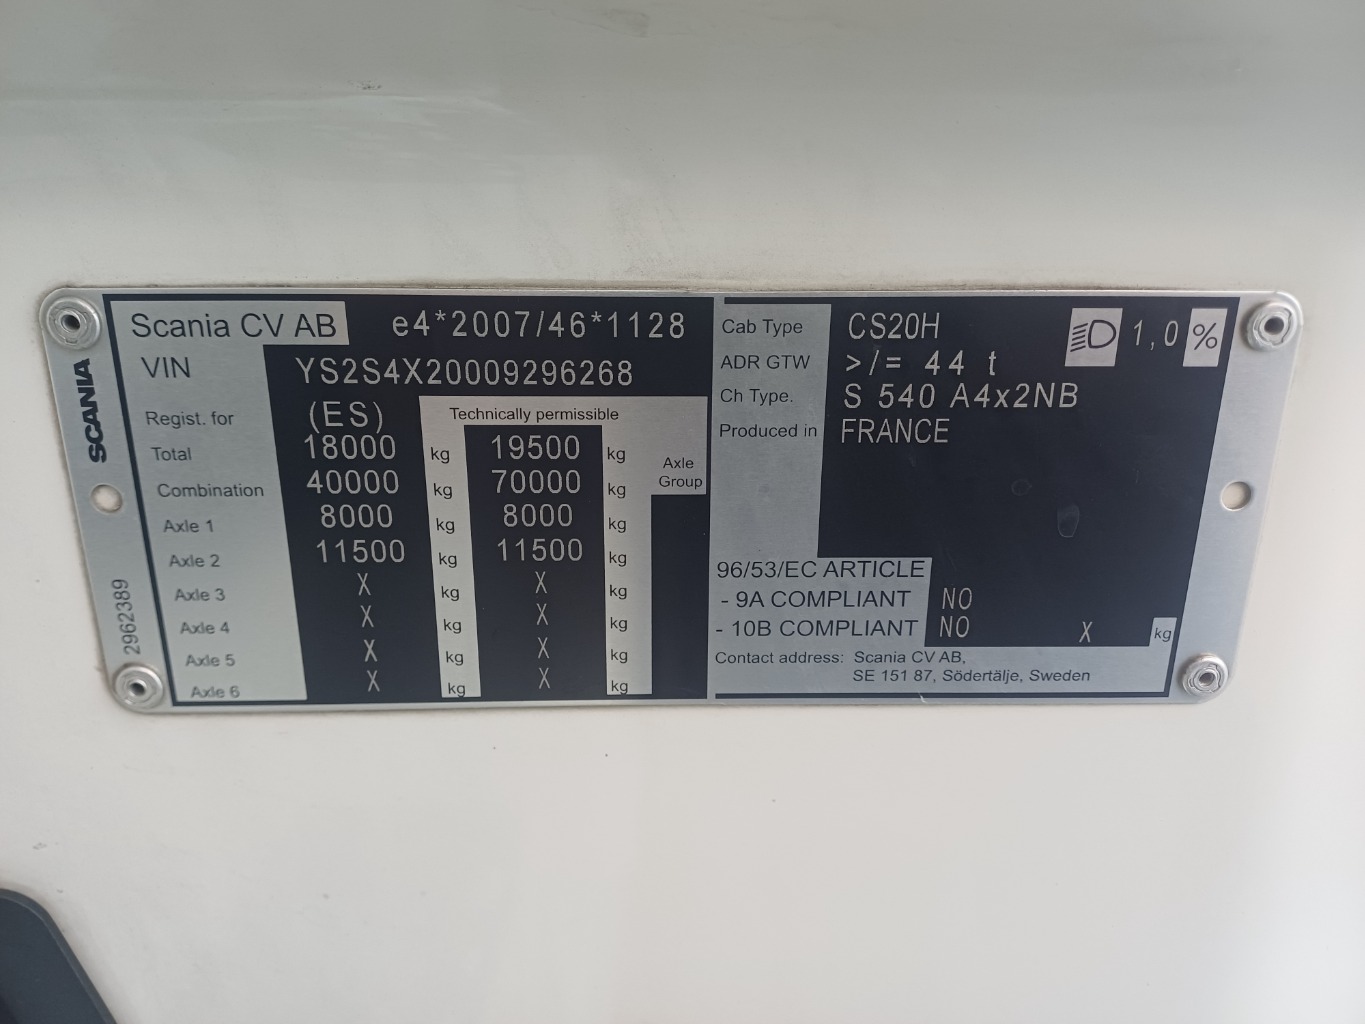 SCANIA
2962389
Scania CV AB e4*2007/46*1128
VIN YS2S4X20009296268
Regist. for (ES) Technically permissible
Total 18000 kg 19500 kg Axle Group
Combination 40000 kg 70000 kg
Axle 1 8000 kg 8000 kg
Axle 2 11500 kg 11500 kg
Axle 3 X kg X kg
Axle 4 X kg X kg
Axle 5 X kg X kg
Axle 6 X kg X kg
Cab Type CS20H 1,0 %
ADR GTW >/= 44 t
Ch Type. S 540 A4x2NB
Produced in FRANCE
96/53/EC ARTICLE
- 9A COMPLIANT NO
- 10B COMPLIANT NO X kg
Contact address: Scania CV AB,
SE 151 87, Södertälje, Sweden